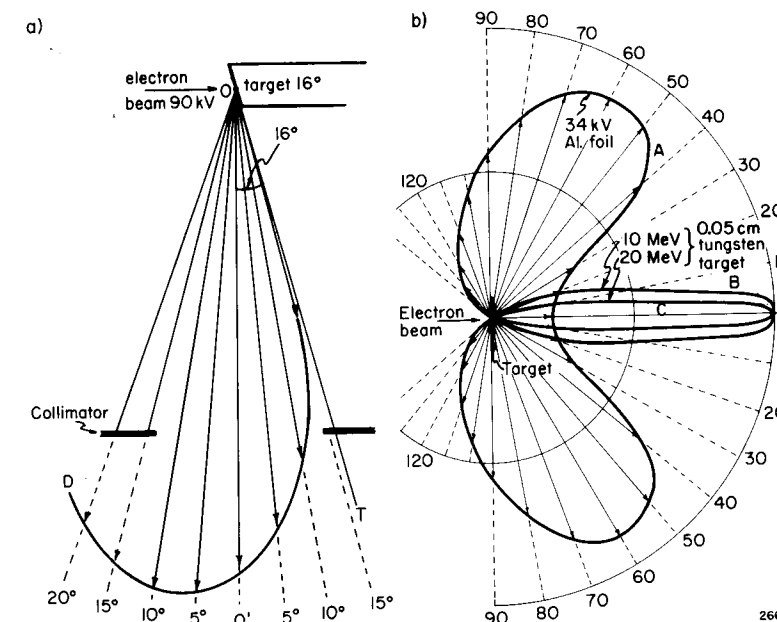 a)
electron
beam 90 kV
O
target 16°
16°
Collimator
D
T
20°
15°
10°
5°
0°
5°
10°
15°
b)
90
80
70
60
50
40
30
20
34 kV
Al. foil
A
120
10 MeV
20 MeV
0.05 cm
tungsten
target
B
C
Electron
beam
Target
120
20
30
40
50
60
70
80
90
266